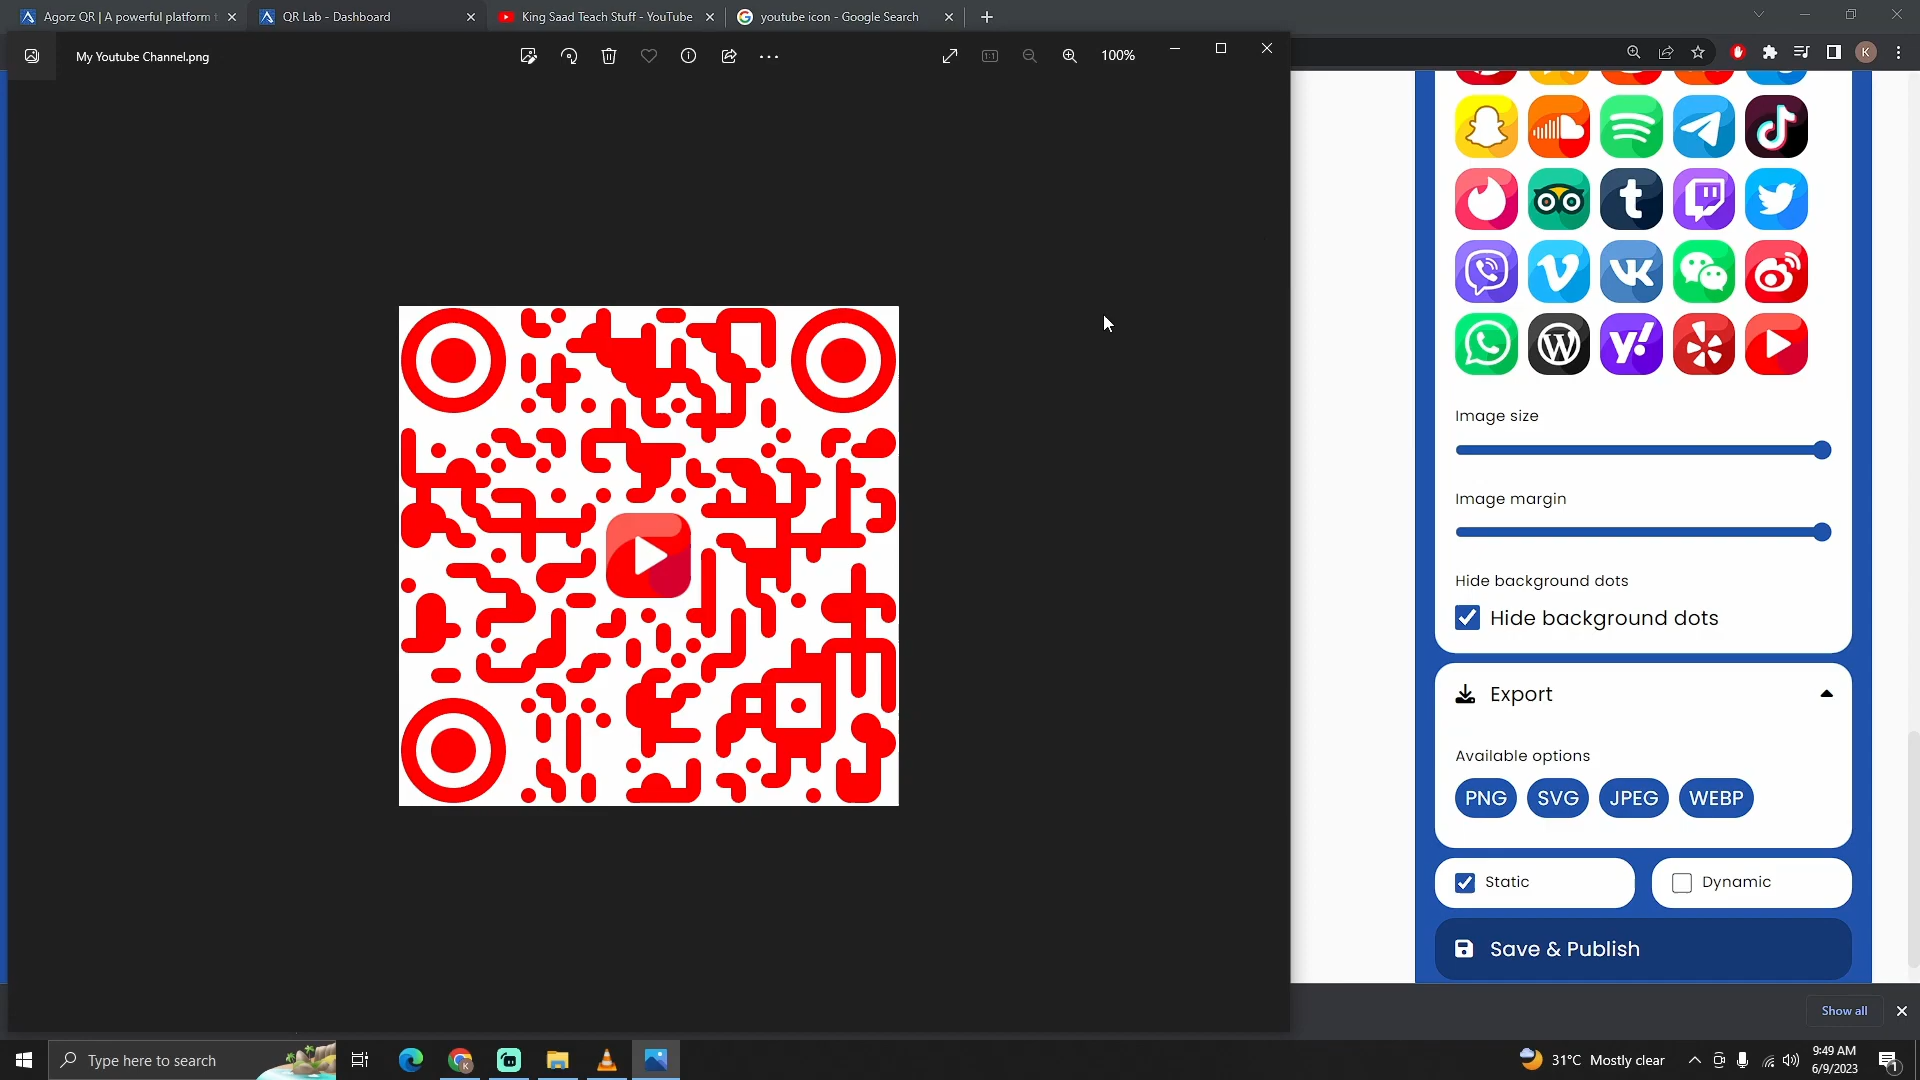 Agorz QR | A powerful platform t
QR Lab - Dashboard
King Saad Teach Stuff - YouTube
youtube icon - Google Search
My Youtube Channel.png
1:1
100%
K
t
y!
Image size
Image margin
Hide background dots
Hide background dots
Export
Available options
PNG
SVG
JPEG
WEBP
Static
Dynamic
Save & Publish
Show all
Type here to search
31°C Mostly clear
9:49 AM
6/9/2023
1